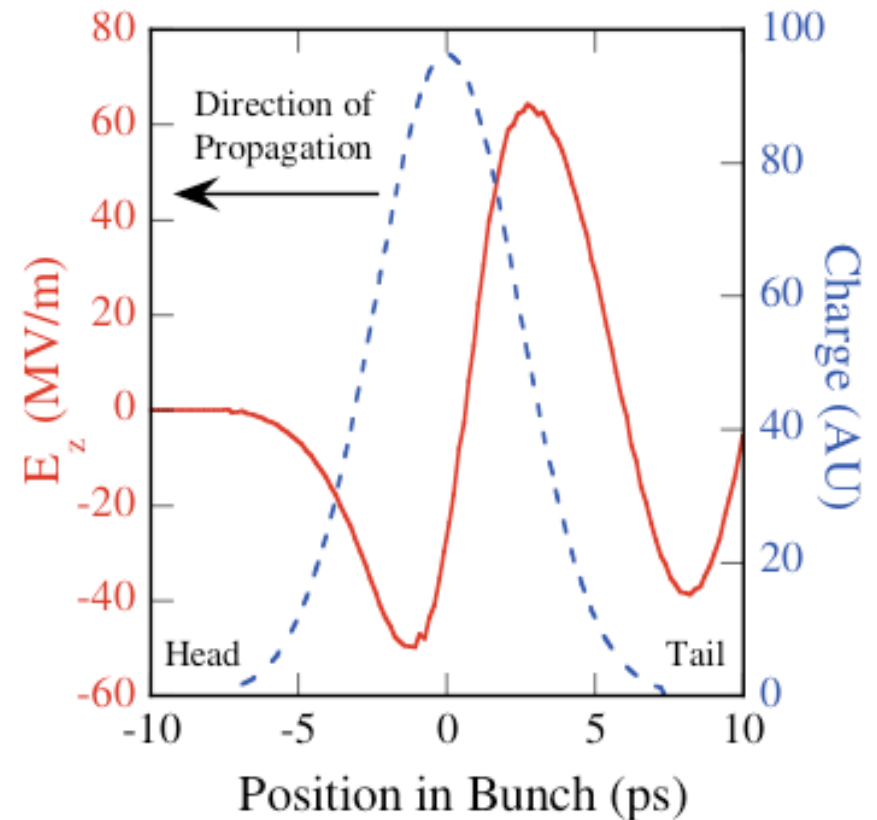 80
60
40
20
0
-20
-40
-60
E z (MV/m)
100
80
60
40
20
0
Charge (AU)
Direction of
Propagation
Head
Tail
-10
-5
0
5
10
Position in Bunch (ps)